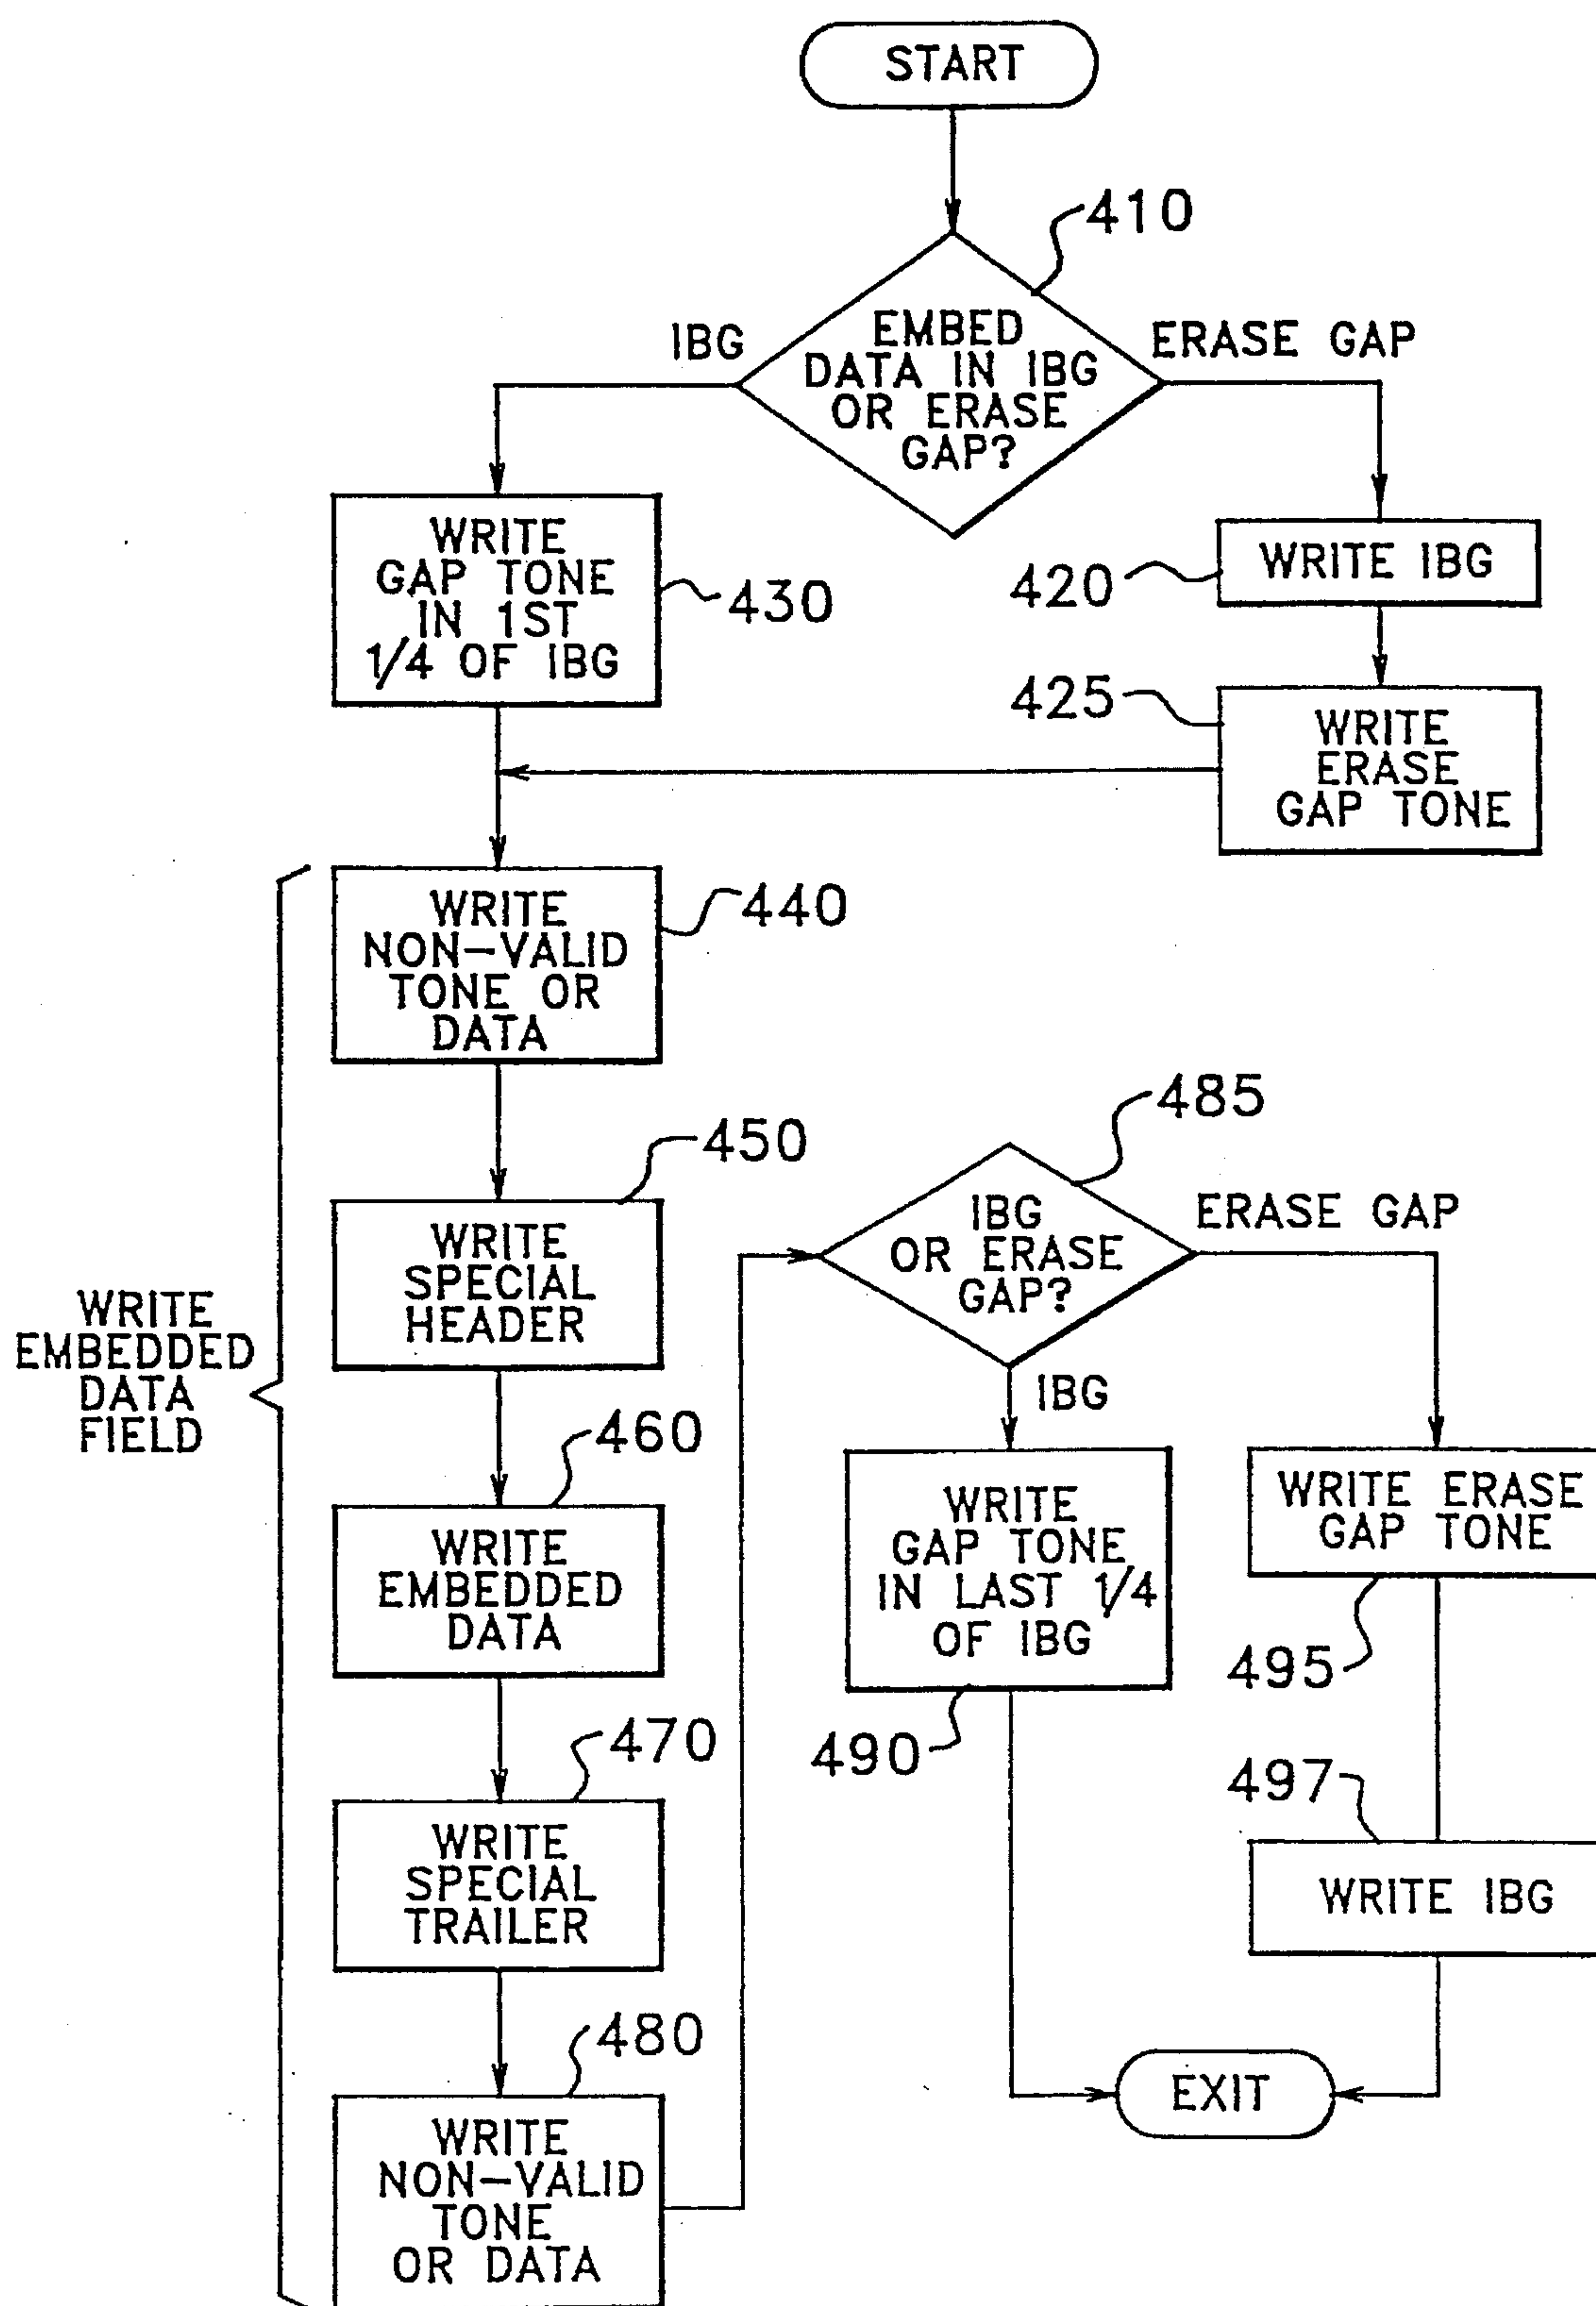 START
410
IBG
EMBED
DATA IN IBG
OR ERASE
GAP?
ERASE GAP
WRITE
GAP TONE
IN 1ST
1/4 OF IBG
430
420
WRITE IBG
425
WRITE
ERASE
GAP TONE
WRITE
NON-VALID
TONE OR
DATA
440
450
WRITE
SPECIAL
HEADER
WRITE
EMBEDDED
DATA
FIELD
460
WRITE
EMBEDDED
DATA
470
WRITE
SPECIAL
TRAILER
480
WRITE
NON-VALID
TONE
OR DATA
485
IBG
OR ERASE
GAP?
ERASE GAP
IBG
WRITE
GAP TONE
IN LAST 1/4
OF IBG
490
WRITE ERASE
GAP TONE
495
497
WRITE IBG
EXIT